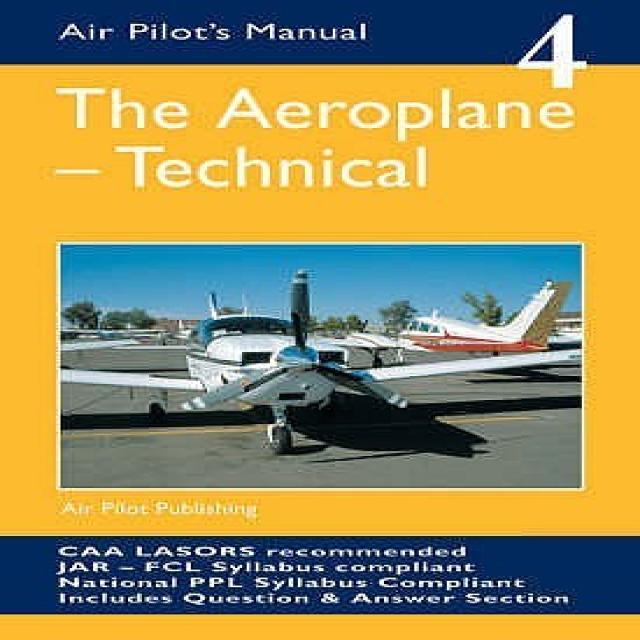 Air Pilot's Manual
4
The Aeroplane
– Technical
Air Pilot Publishing
CAA LASORS recommended
JAR – FCL Syllabus compliant
National PPL Syllabus Compliant
Includes Question & Answer Section